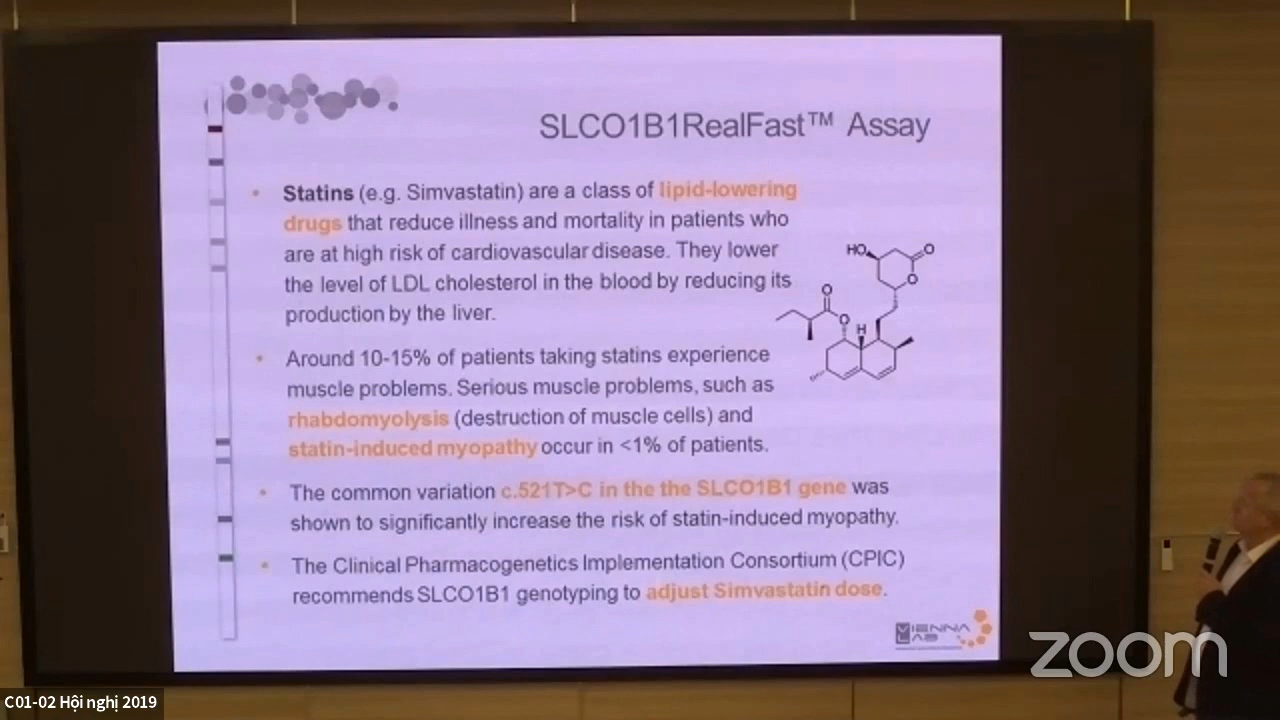 SLCO1B1RealFast™ Assay
• Statins (e.g. Simvastatin) are a class of lipid-lowering
drugs that reduce illness and mortality in patients who
are at high risk of cardiovascular disease. They lower
the level of LDL cholesterol in the blood by reducing its
production by the liver.
HO
O
O
O
O
H
• Around 10-15% of patients taking statins experience
muscle problems. Serious muscle problems, such as
rhabdomyolysis (destruction of muscle cells) and
statin-induced myopathy occur in <1% of patients.
• The common variation c.521T>C in the the SLCO1B1 gene was
shown to significantly increase the risk of statin-induced myopathy.
• The Clinical Pharmacogenetics Implementation Consortium (CPIC)
recommends SLCO1B1 genotyping to adjust Simvastatin dose.
VIENNA
LAB
zoom
C01-02 Hội nghị 2019